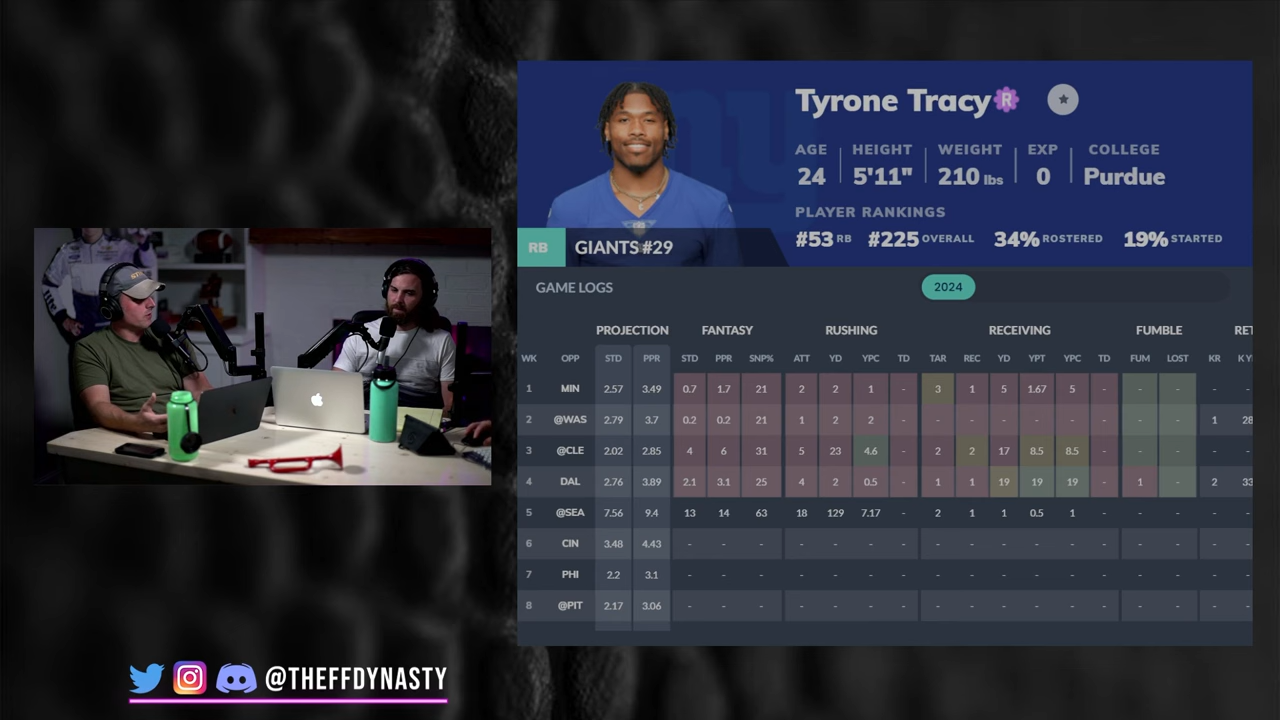 Tyrone Tracy R
AGE HEIGHT WEIGHT EXP COLLEGE
24 5'11" 210 lbs 0 Purdue
PLAYER RANKINGS
#53 RB #225 OVERALL 34% ROSTERED 19% STARTED
RB GIANTS #29
GAME LOGS 2024
PROJECTION FANTASY RUSHING RECEIVING FUMBLE RET
WK OPP STD PPR STD PPR SNP% ATT YD YPC TD TAR REC YD YPT YPC TD FUM LOST KR K Y
1 MIN 2.57 3.49 0.7 1.7 21 2 2 1 - 3 1 5 1.67 5 - - - - -
2 @WAS 2.79 3.7 0.2 0.2 21 1 2 2 - - - - - - - - - 1 28
3 @CLE 2.02 2.85 4 6 31 5 23 4.6 - 2 2 17 8.5 8.5 - - - - -
4 DAL 2.76 3.89 2.1 3.1 25 4 2 0.5 - 1 1 19 19 19 - 1 - 2 33
5 @SEA 7.56 9.4 13 14 63 18 129 7.17 - 2 1 1 0.5 1 - - - - -
6 CIN 3.48 4.43 - - - - - - - - - - - - - - - - -
7 PHI 2.2 3.1 - - - - - - - - - - - - - - - - -
8 @PIT 2.17 3.06 - - - - - - - - - - - - - - - - -
@THEFFDYNASTY